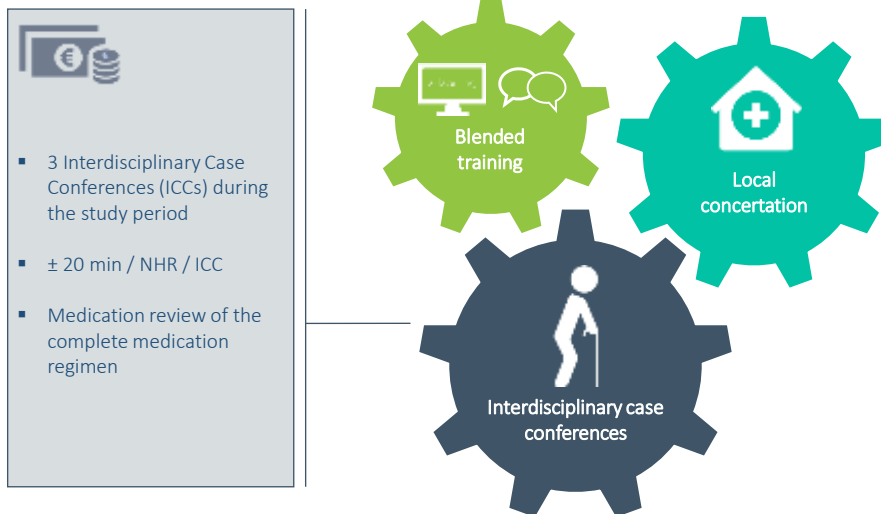 €
▪ 3 Interdisciplinary Case
Conferences (ICCs) during
the study period
▪ ± 20 min / NHR / ICC
▪ Medication review of the
complete medication
regimen
Blended
training
Local
concertation
Interdisciplinary case
conferences